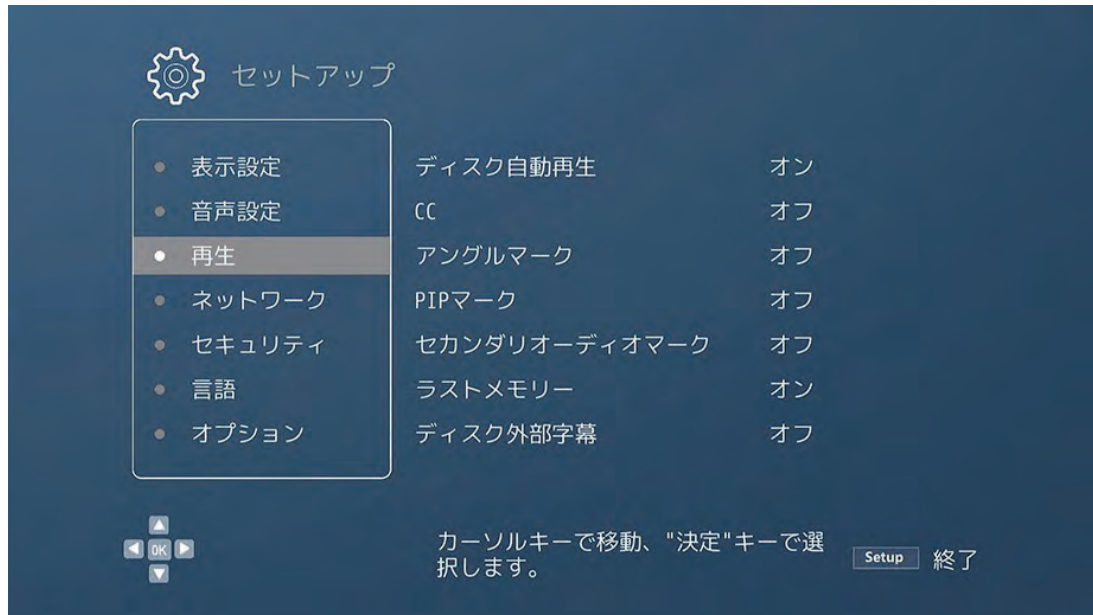 セットアップ
表示設定
音声設定
再生
ネットワーク
セキュリティ
言語
オプション
ディスク自動再生 オン
CC オフ
アングルマーク オフ
PIPマーク オフ
セカンダリオーディオマーク オフ
ラストメモリー オン
ディスク外部字幕 オフ
OK
カーソルキーで移動、"決定"キーで選
択します。
Setup 終了